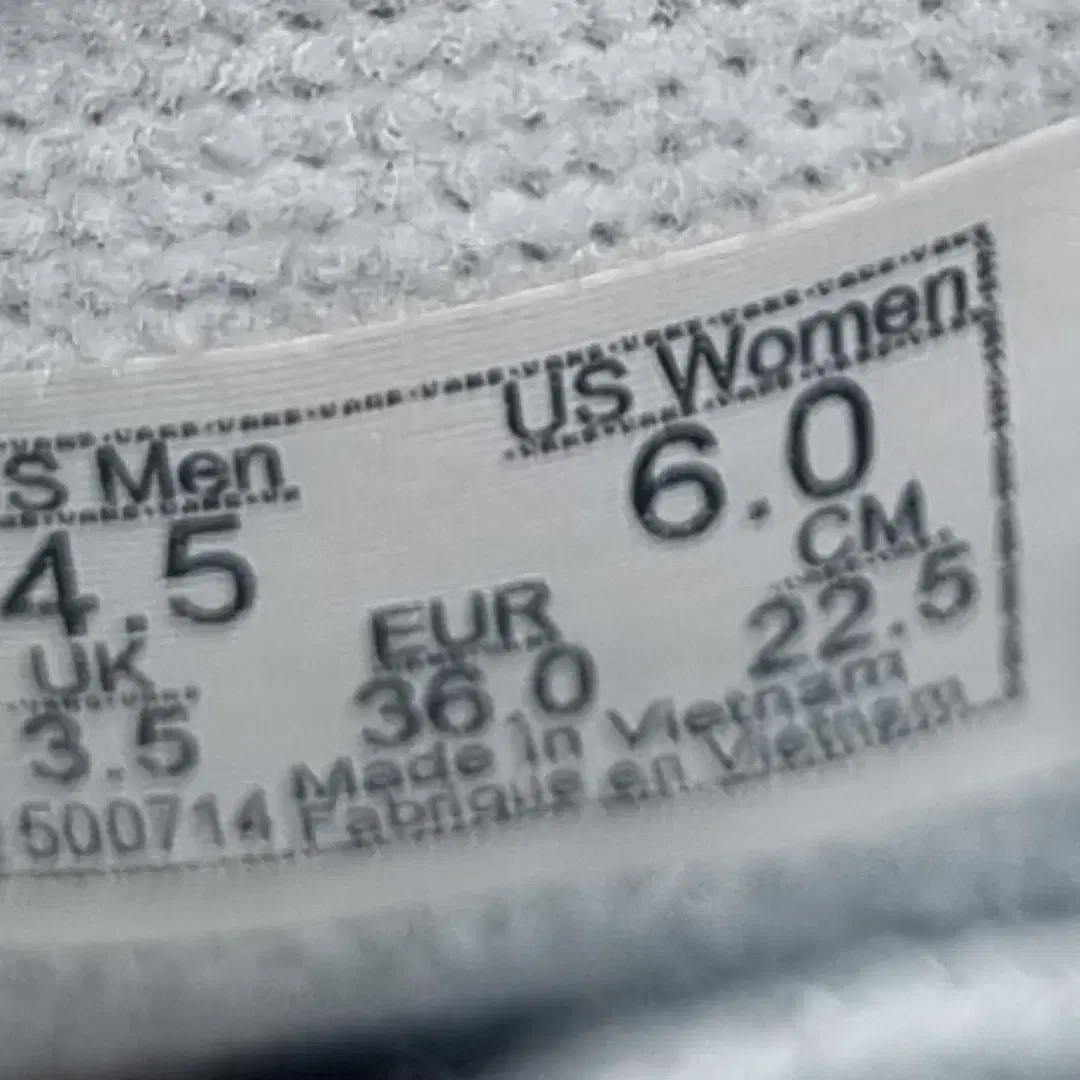 S Men US Women
4.5 6.0
UK EUR CM
3.5 36.0 22.5
Made in Vietnam
500714 Fabrique en Vietnam